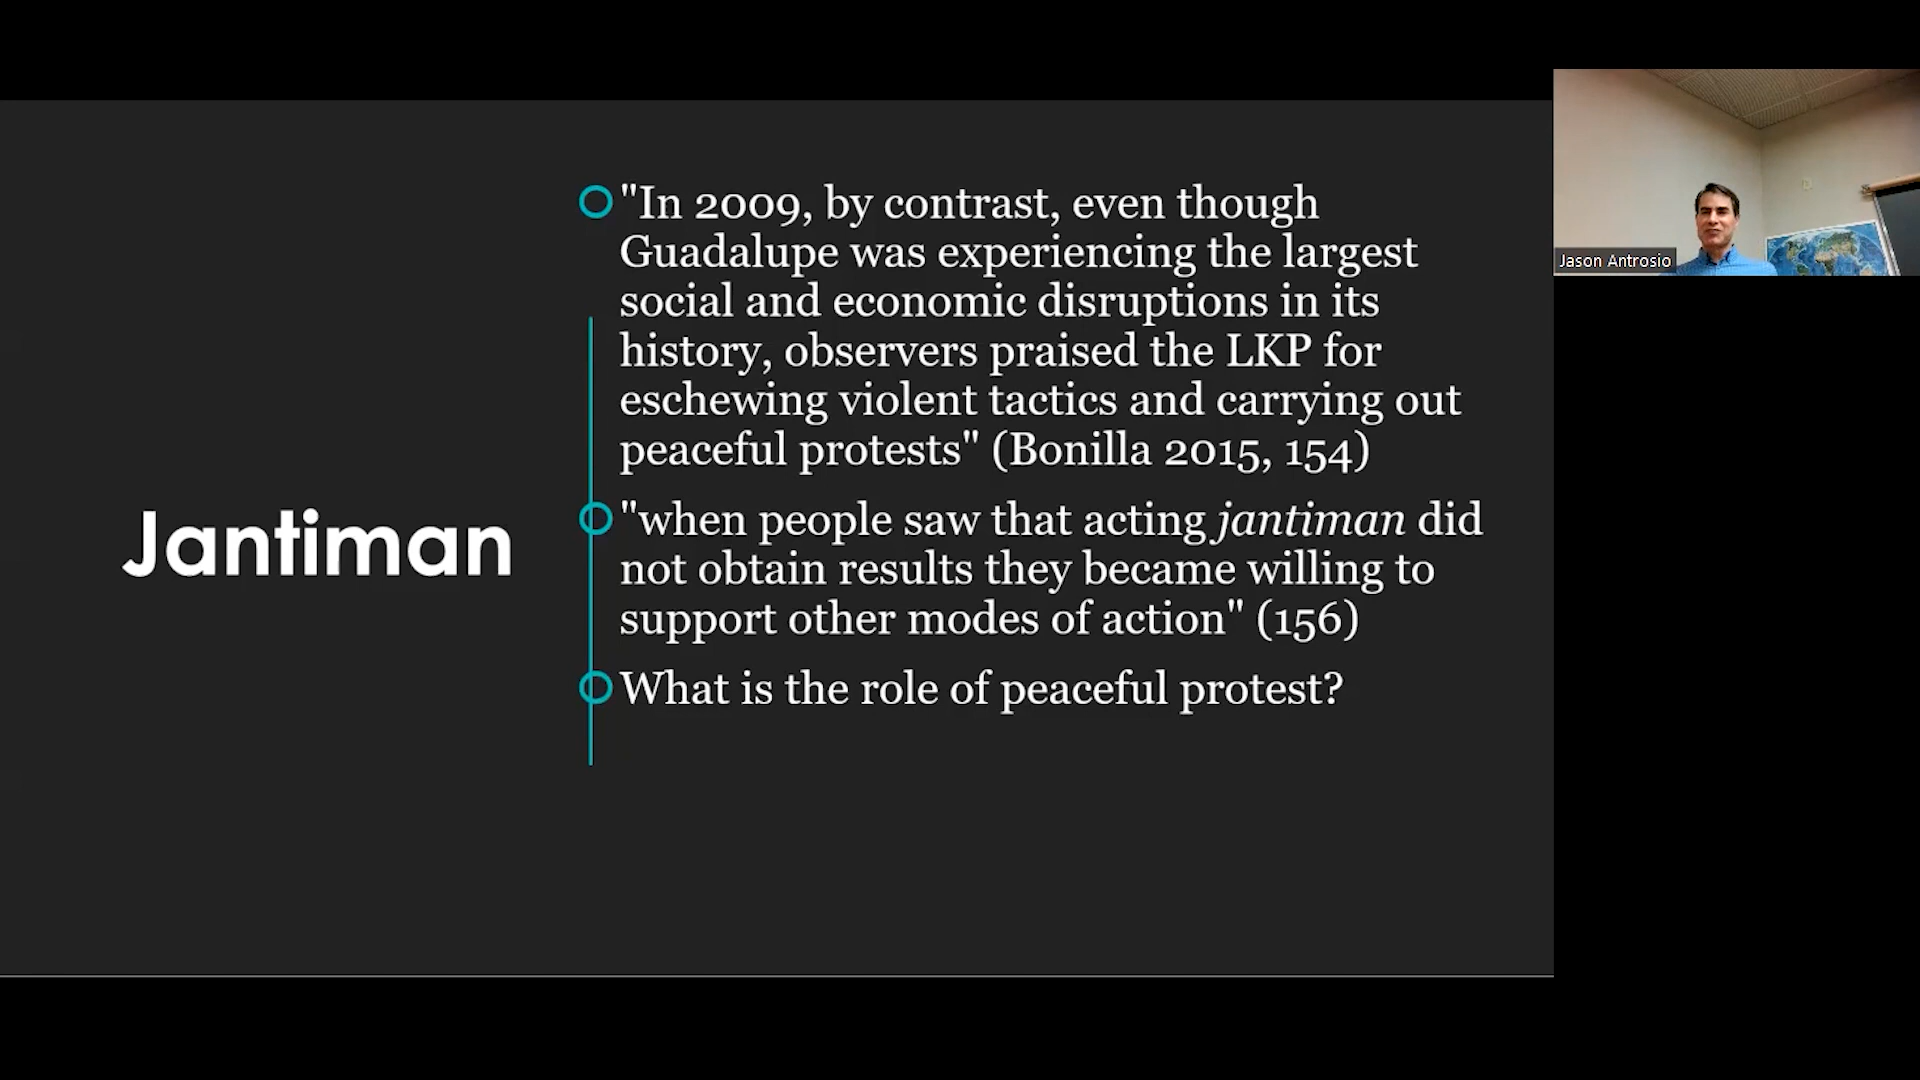 Jantiman
"In 2009, by contrast, even though
Guadalupe was experiencing the largest
social and economic disruptions in its
history, observers praised the LKP for
eschewing violent tactics and carrying out
peaceful protests" (Bonilla 2015, 154)
"when people saw that acting jantiman did
not obtain results they became willing to
support other modes of action" (156)
What is the role of peaceful protest?
Jason Antrosio